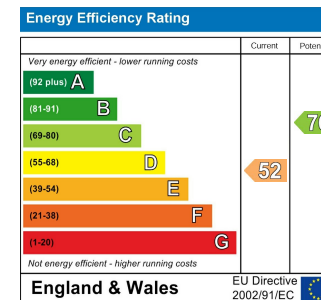 Energy Efficiency Rating
Current
Very energy efficient - lower running costs
(92 plus) A
(81-91) B
(69-80) C
(55-68) D
52
(39-54) E
(21-38) F
(1-20) G
Not energy efficient - higher running costs
England & Wales
EU Directive
2002/91/EC